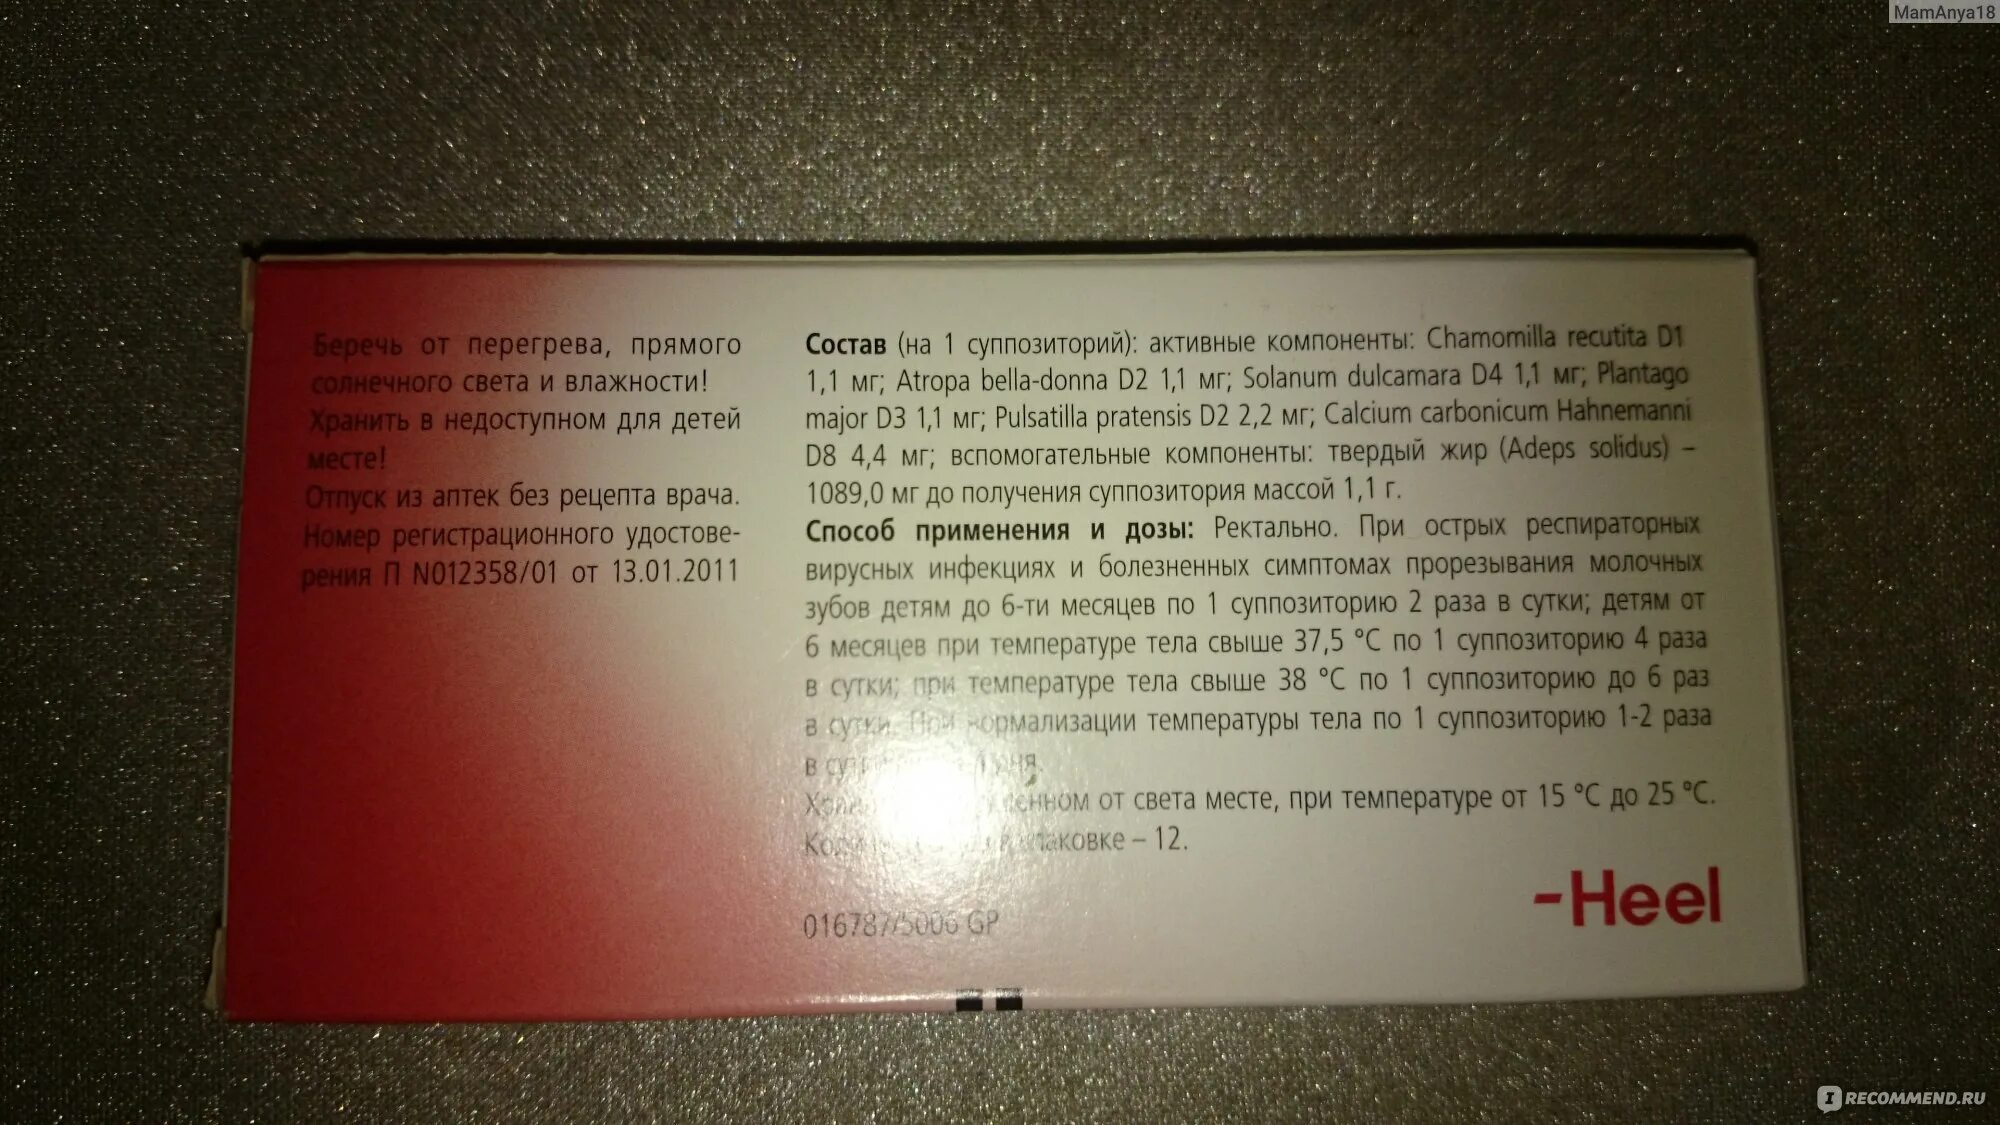 MamAnya18
Беречь от перегрева, прямого
солнечного света и влажности!
Хранить в недоступном для детей
месте!
Отпуск из аптек без рецепта врача.
Номер регистрационного удостове-
рения П N012358/01 от 13.01.2011
Состав (на 1 суппозиторий): активные компоненты: Chamomilla recutita D1
1,1 мг; Atropa bella-donna D2 1,1 мг; Solanum dulcamara D4 1,1 мг; Plantago
major D3 1,1 мг; Pulsatilla pratensis D2 2,2 мг; Calcium carbonicum Hahnemanni
D8 4,4 мг; вспомогательные компоненты: твердый жир (Adeps solidus) –
1089,0 мг до получения суппозитория массой 1,1 г.
Способ применения и дозы: Ректально. При острых респираторных
вирусных инфекциях и болезненных симптомах прорезывания молочных
зубов детям до 6-ти месяцев по 1 суппозиторию 2 раза в сутки; детям от
6 месяцев при температуре тела свыше 37,5 °C по 1 суппозиторию 4 раза
в сутки; при температуре тела свыше 38 °C по 1 суппозиторию до 6 раз
в сутки. При нормализации температуры тела по 1 суппозиторию 1-2 раза
в
от света месте, при температуре от 15 °C до 25 °C.
упаковке – 12.
016787/5006 GP
-Heel
IRECOMMEND.RU